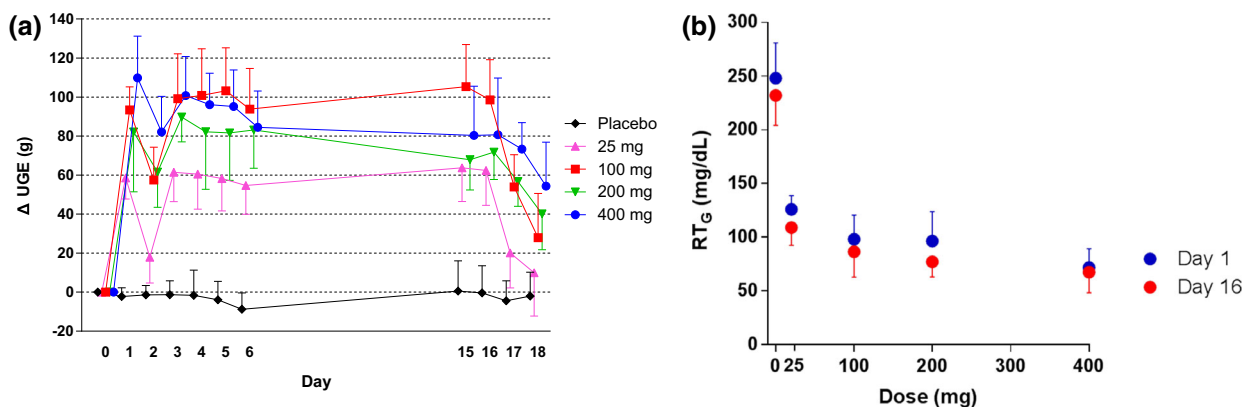 (a)
Δ UGE (g)
140
120
100
80
60
40
20
0
-20
0 1 2 3 4 5 6 15 16 17 18
Day
Placebo
25 mg
100 mg
200 mg
400 mg
(b)
RTG (mg/dL)
300
250
200
150
100
50
0
0 25 100 200 300 400
Dose (mg)
Day 1
Day 16